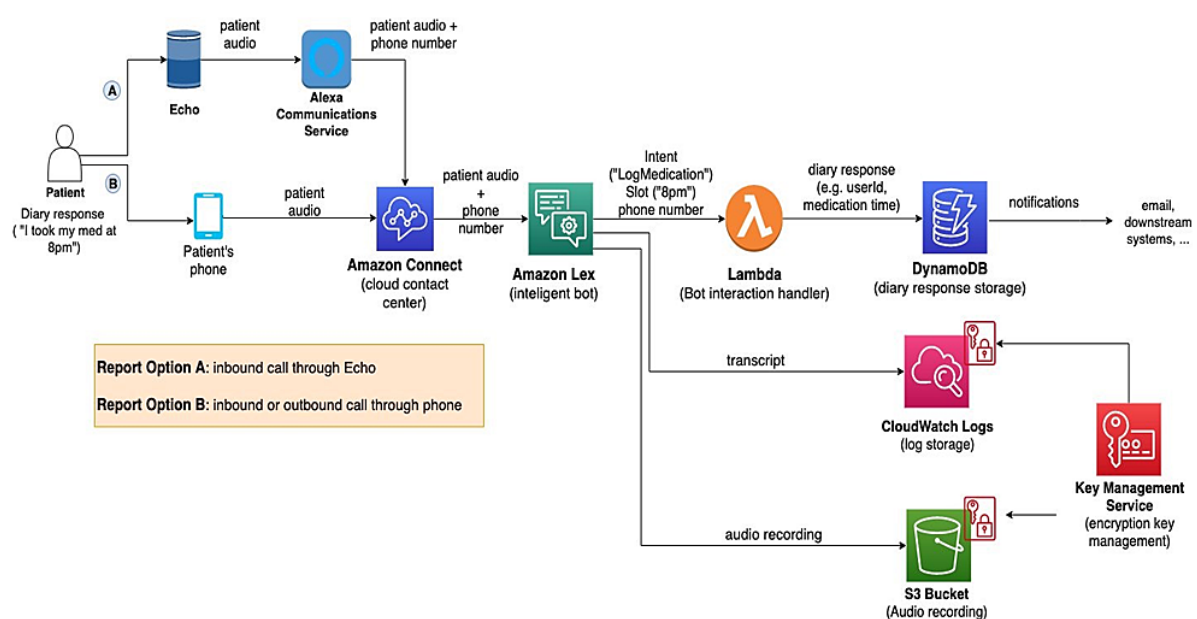 patient
audio
patient audio +
phone number
A
Echo
Alexa
Communications
Service
B
Patient
Diary response
( "I took my med at
8pm")
Patient's
phone
patient
audio
Amazon Connect
(cloud contact
center)
patient audio
+
phone
number
Amazon Lex
(inteligent bot)
Intent
("LogMedication")
Slot ("8pm")
phone number
Lambda
(Bot interaction handler)
diary response
(e.g. userId,
medication time)
DynamoDB
(diary response storage)
notifications
email,
downstream
systems, ...
Report Option A: inbound call through Echo
Report Option B: inbound or outbound call through phone
transcript
CloudWatch Logs
(log storage)
Key Management
Service
(encryption key
management)
audio recording
S3 Bucket
(Audio recording)